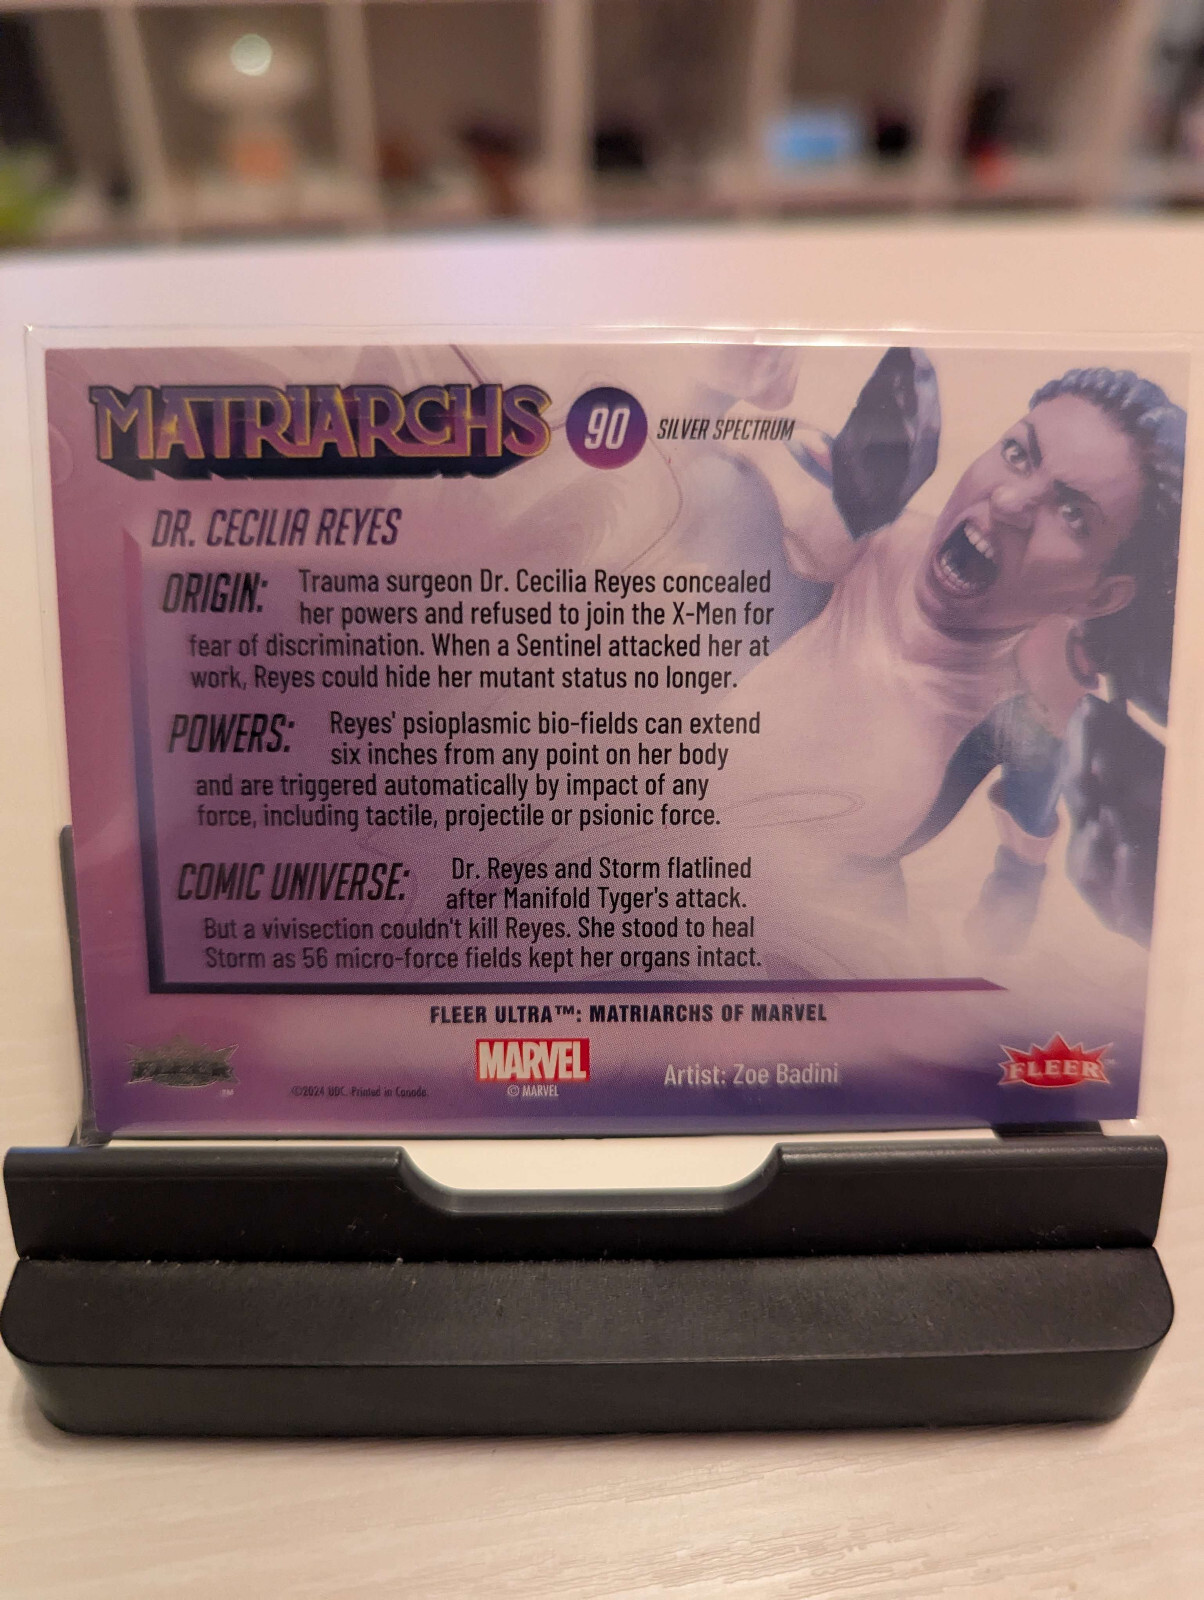 MATRIARCHS 90 SILVER SPECTRUM
DR. CECILIA REYES
ORIGIN: Trauma surgeon Dr. Cecilia Reyes concealed
her powers and refused to join the X-Men for
fear of discrimination. When a Sentinel attacked her at
work, Reyes could hide her mutant status no longer.
POWERS: Reyes' psioplasmic bio-fields can extend
six inches from any point on her body
and are triggered automatically by impact of any
force, including tactile, projectile or psionic force.
COMIC UNIVERSE: Dr. Reyes and Storm flatlined
after Manifold Tyger's attack.
But a vivisection couldn't kill Reyes. She stood to heal
Storm as 56 micro-force fields kept her organs intact.
FLEER ULTRA™: MATRIARCHS OF MARVEL
FLEER ™
©2024 UDC. Printed in Canada.
MARVEL
© MARVEL
Artist: Zoe Badini
FLEER™